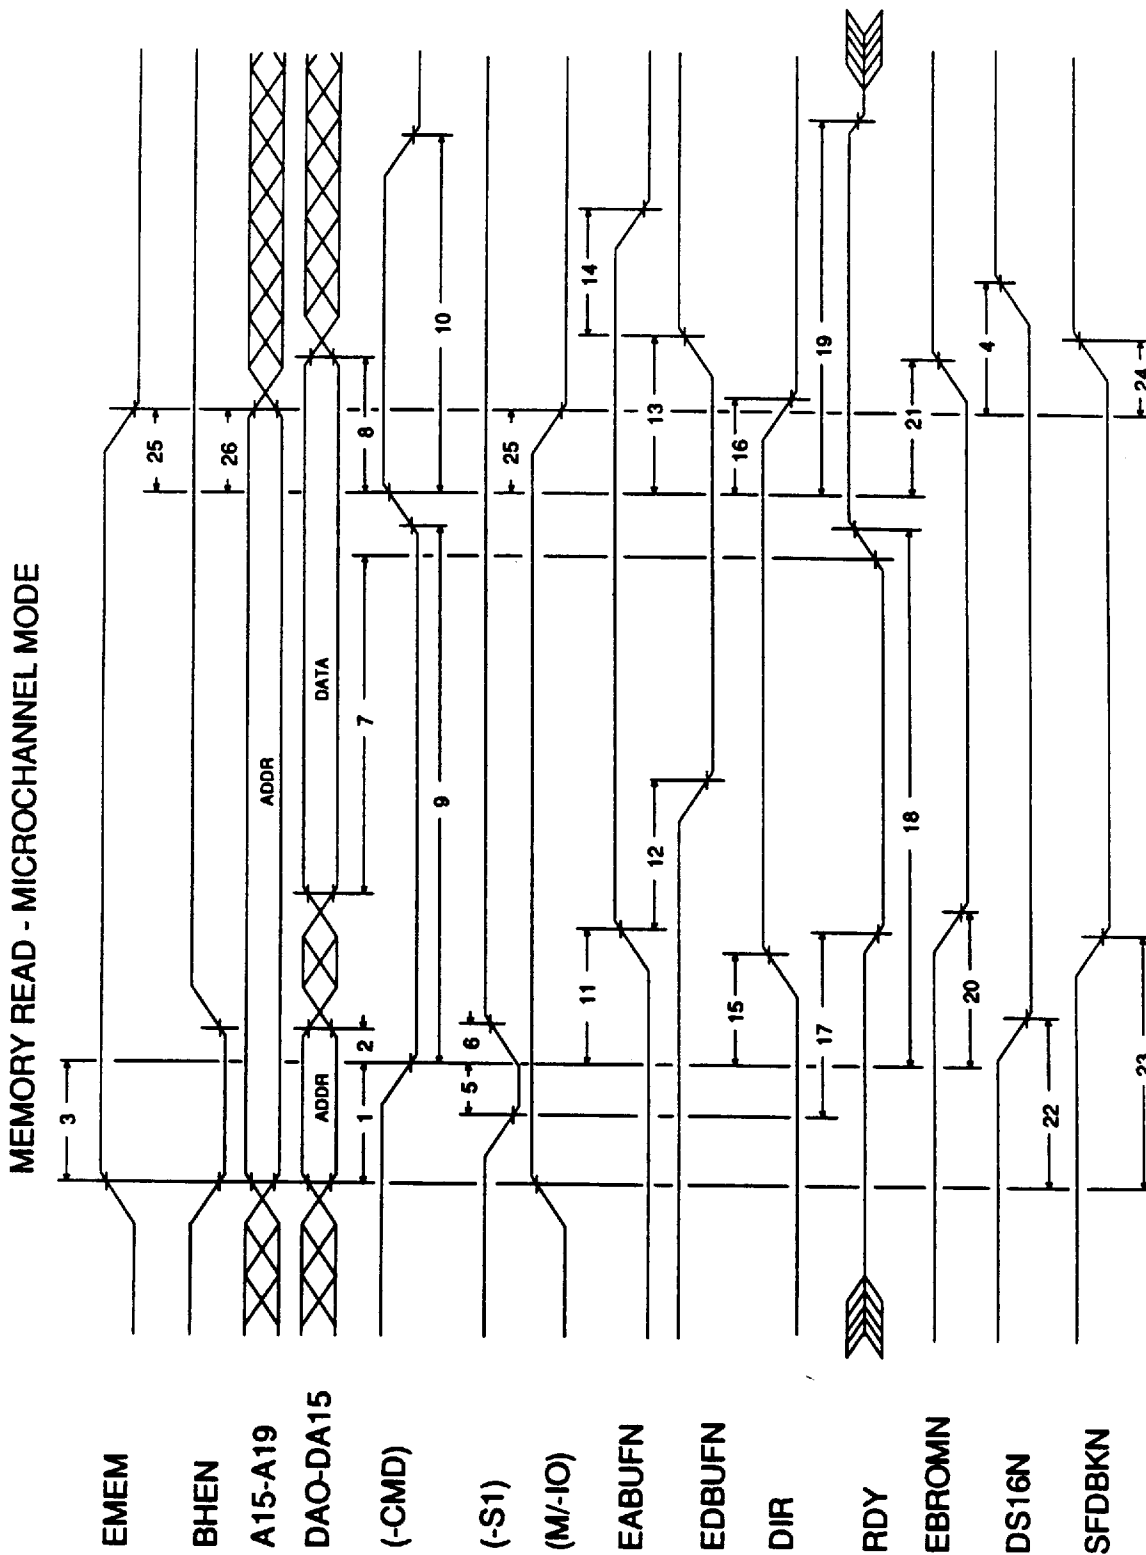 MEMORY READ - MICROCHANNEL MODE
EMEM
3
25
BHEN
26
A15-A19
ADDR
DAO-DA15
ADDR
DATA
1
2
7
8
(-CMD)
9
10
(-S1)
5
6
25
(M/-IO)
EABUFN
11
14
EDBUFN
12
13
DIR
15
16
17
19
RDY
18
EBROMN
20
21
DS16N
22
4
SFDBKN
23
24